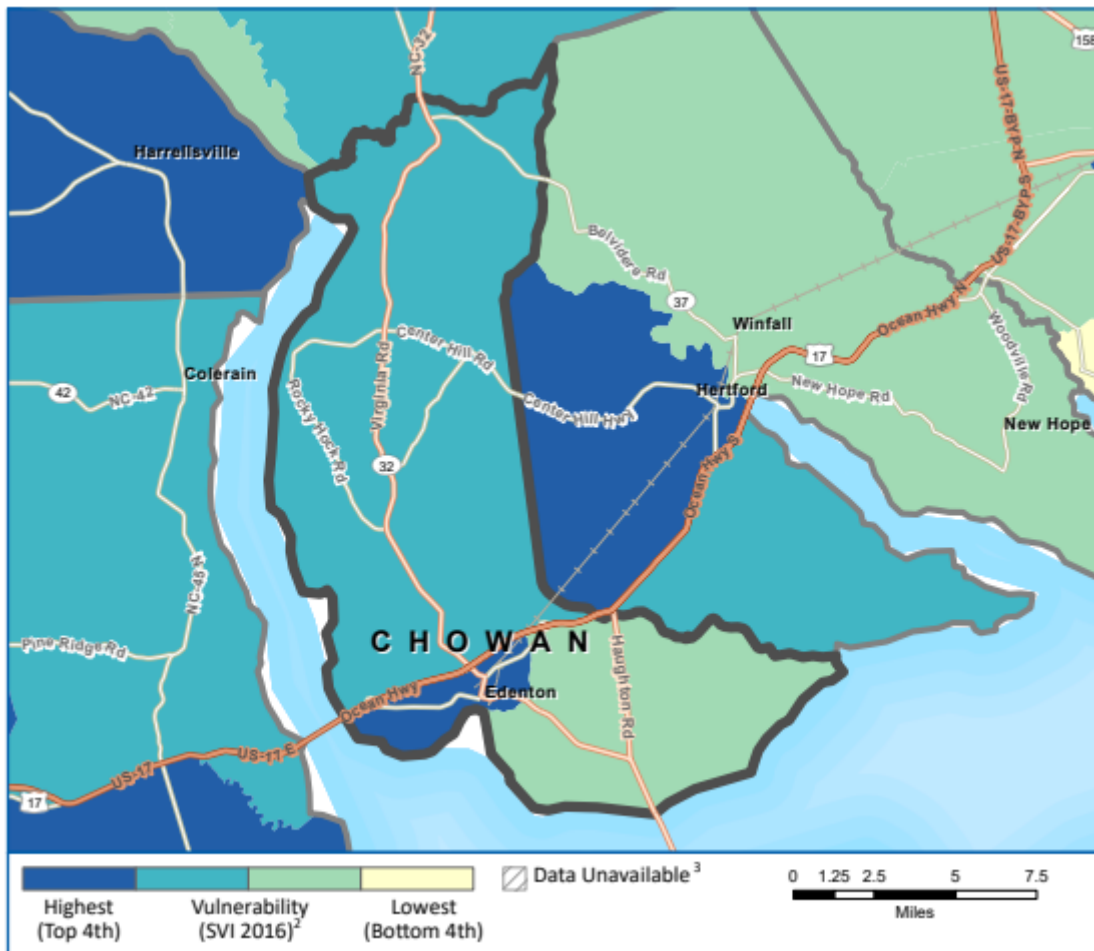 NC-32
158
US-17-BYP N
Harrellsville
US-17-BYP S
Belvidere Rd
37
Winfall
Ocean Hwy N
17
Woodville Rd
Center Hill Rd
Colerain
42
NC-42
Virginia Rd
Rocky Hock Rd
Center Hill Hwy
Hertford
New Hope Rd
New Hope
32
Ocean Hwy S
NC-45 N
Pine Ridge Rd
CHOWAN
Haughton Rd
Edenton
Ocean Hwy
US-17 E
US-17
17
Data Unavailable 3
Highest
(Top 4th)
Vulnerability
(SVI 2016)2
Lowest
(Bottom 4th)
0 1.25 2.5 5 7.5
Miles